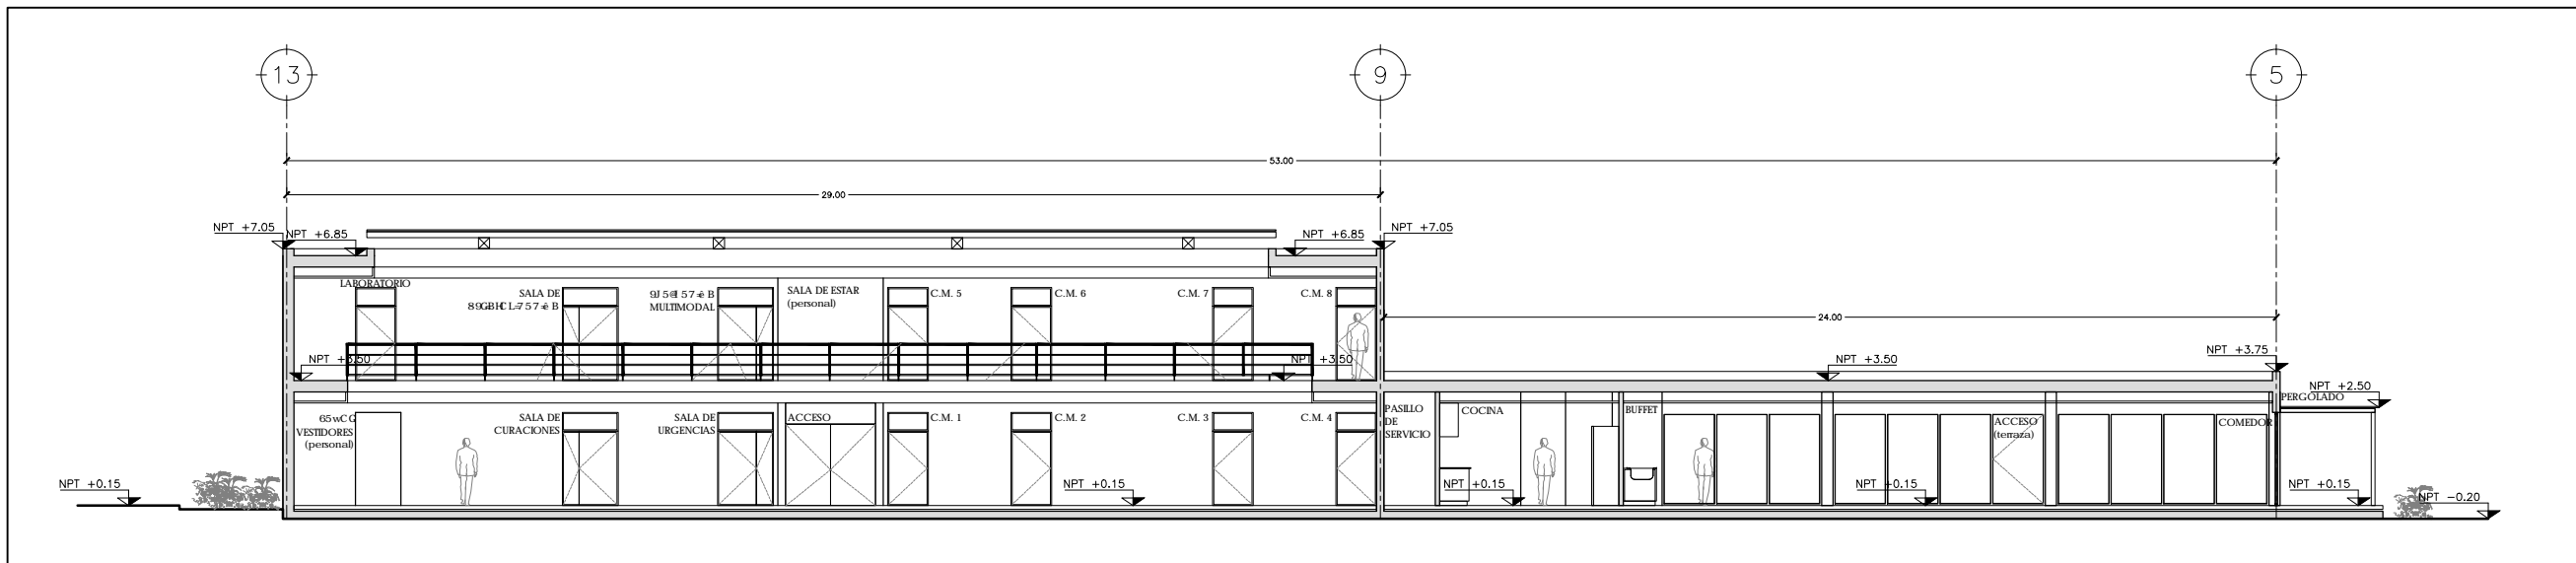 13
9
5
53.00
29.00
NPT +7.05
NPT +6.85
NPT +6.85
NPT +7.05
LABORATORIO
SALA DE
89GBH
9J5
MULTIMODAL
SALA DE ESTAR
(personal)
C.M. 5
C.M. 6
C.M. 7
C.M. 8
24.00
NPT +3.50
NPT +3.50
NPT +3.50
NPT +3.75
NPT +2.50
PERGOLADO
VESTIDORES
(personal)
SALA DE
CURACIONES
SALA DE
URGENCIAS
ACCESO
C.M. 1
C.M. 2
C.M. 3
C.M. 4
PASILLO
DE
SERVICIO
COCINA
BUFFET
ACCESO
(terraza)
COMEDOR
NPT +0.15
NPT +0.15
NPT +0.15
NPT +0.15
NPT +0.15
NPT -0.20